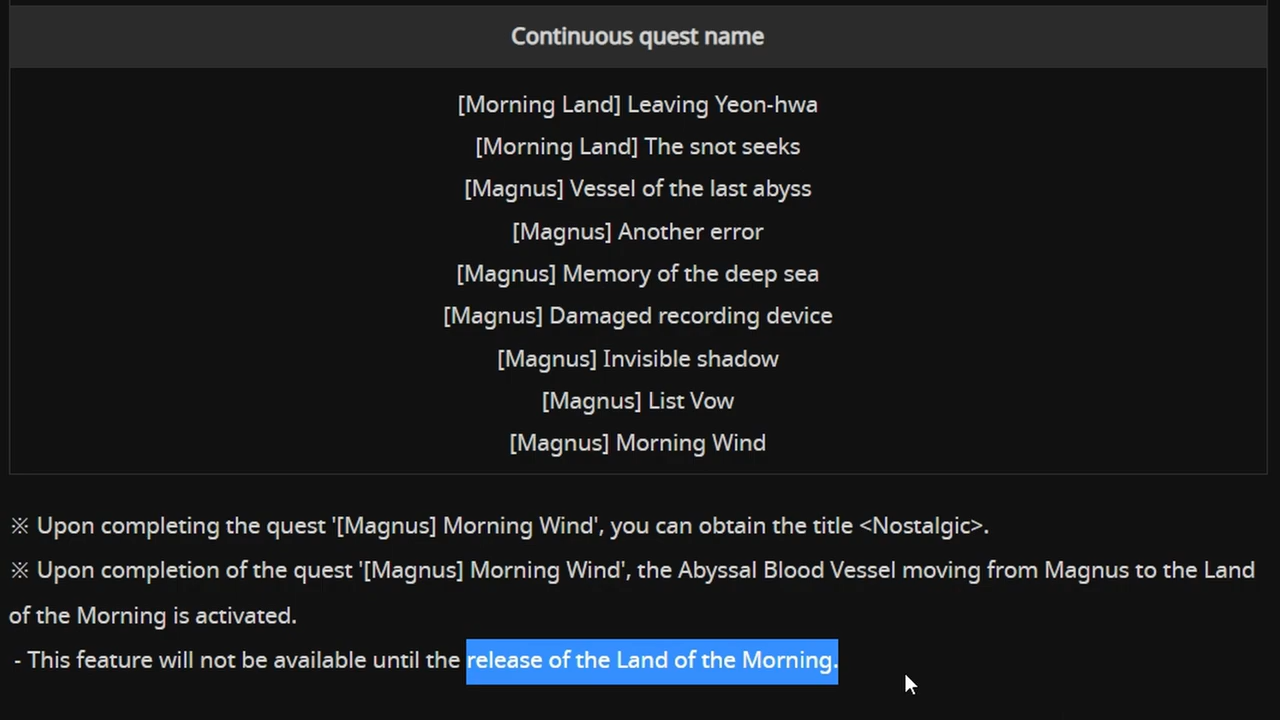 Continuous quest name
[Morning Land] Leaving Yeon-hwa
[Morning Land] The snot seeks
[Magnus] Vessel of the last abyss
[Magnus] Another error
[Magnus] Memory of the deep sea
[Magnus] Damaged recording device
[Magnus] Invisible shadow
[Magnus] List Vow
[Magnus] Morning Wind
※ Upon completing the quest '[Magnus] Morning Wind', you can obtain the title <Nostalgic>.
※ Upon completion of the quest '[Magnus] Morning Wind', the Abyssal Blood Vessel moving from Magnus to the Land
of the Morning is activated.
- This feature will not be available until the release of the Land of the Morning.